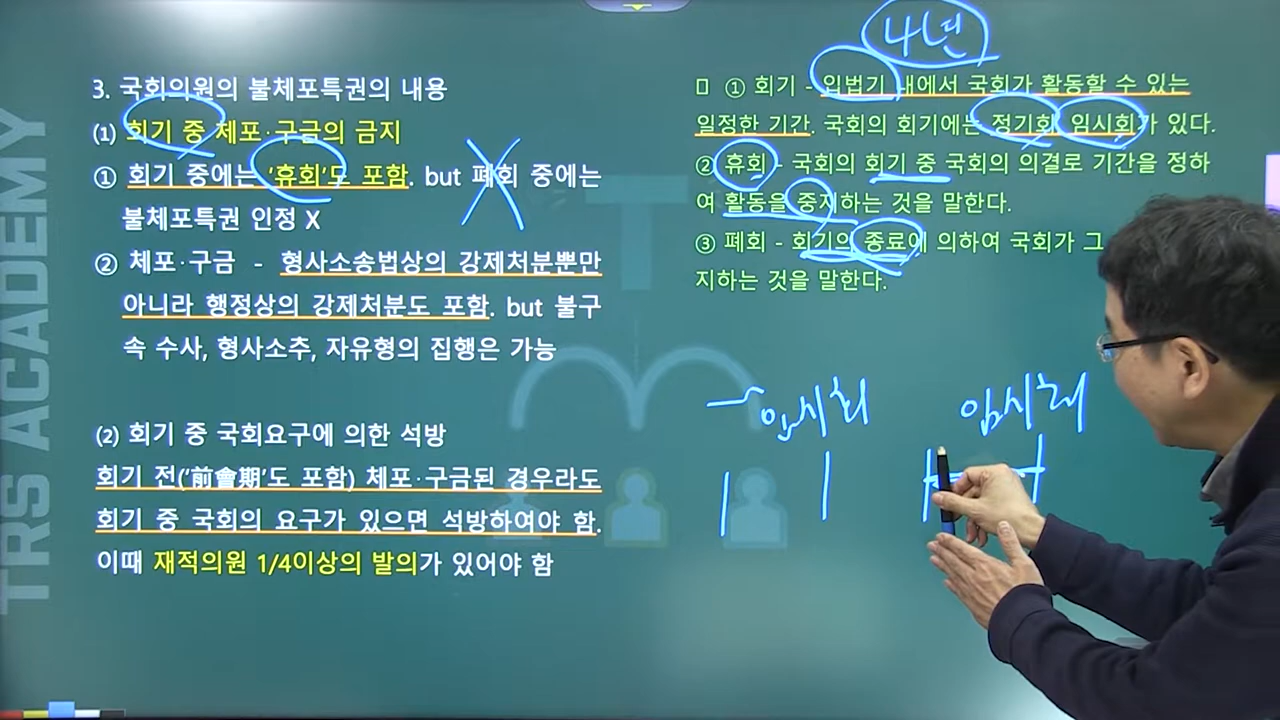 TRS ACADEMY
3. 국회의원의 불체포특권의 내용
⑴ 회기 중 체포·구금의 금지
① 회기 중에는 '휴회'도 포함. but 폐회 중에는
불체포특권 인정 X
② 체포·구금 - 형사소송법상의 강제처분뿐만
아니라 행정상의 강제처분도 포함. but 불구
속 수사, 형사소추, 자유형의 집행은 가능
⑵ 회기 중 국회요구에 의한 석방
회기 전('前會期'도 포함) 체포·구금된 경우라도
회기 중 국회의 요구가 있으면 석방하여야 함.
이때 재적의원 1/4이상의 발의가 있어야 함
4년
① 회기 - 입법기 내에서 국회가 활동할 수 있는
일정한 기간. 국회의 회기에는 정기회 임시회가 있다.
② 휴회 - 국회의 회기 중 국회의 의결로 기간을 정하
여 활동을 중지하는 것을 말한다.
③ 폐회 - 회기의 종료에 의하여 국회가 그
지하는 것을 말한다.
임시회 임시회